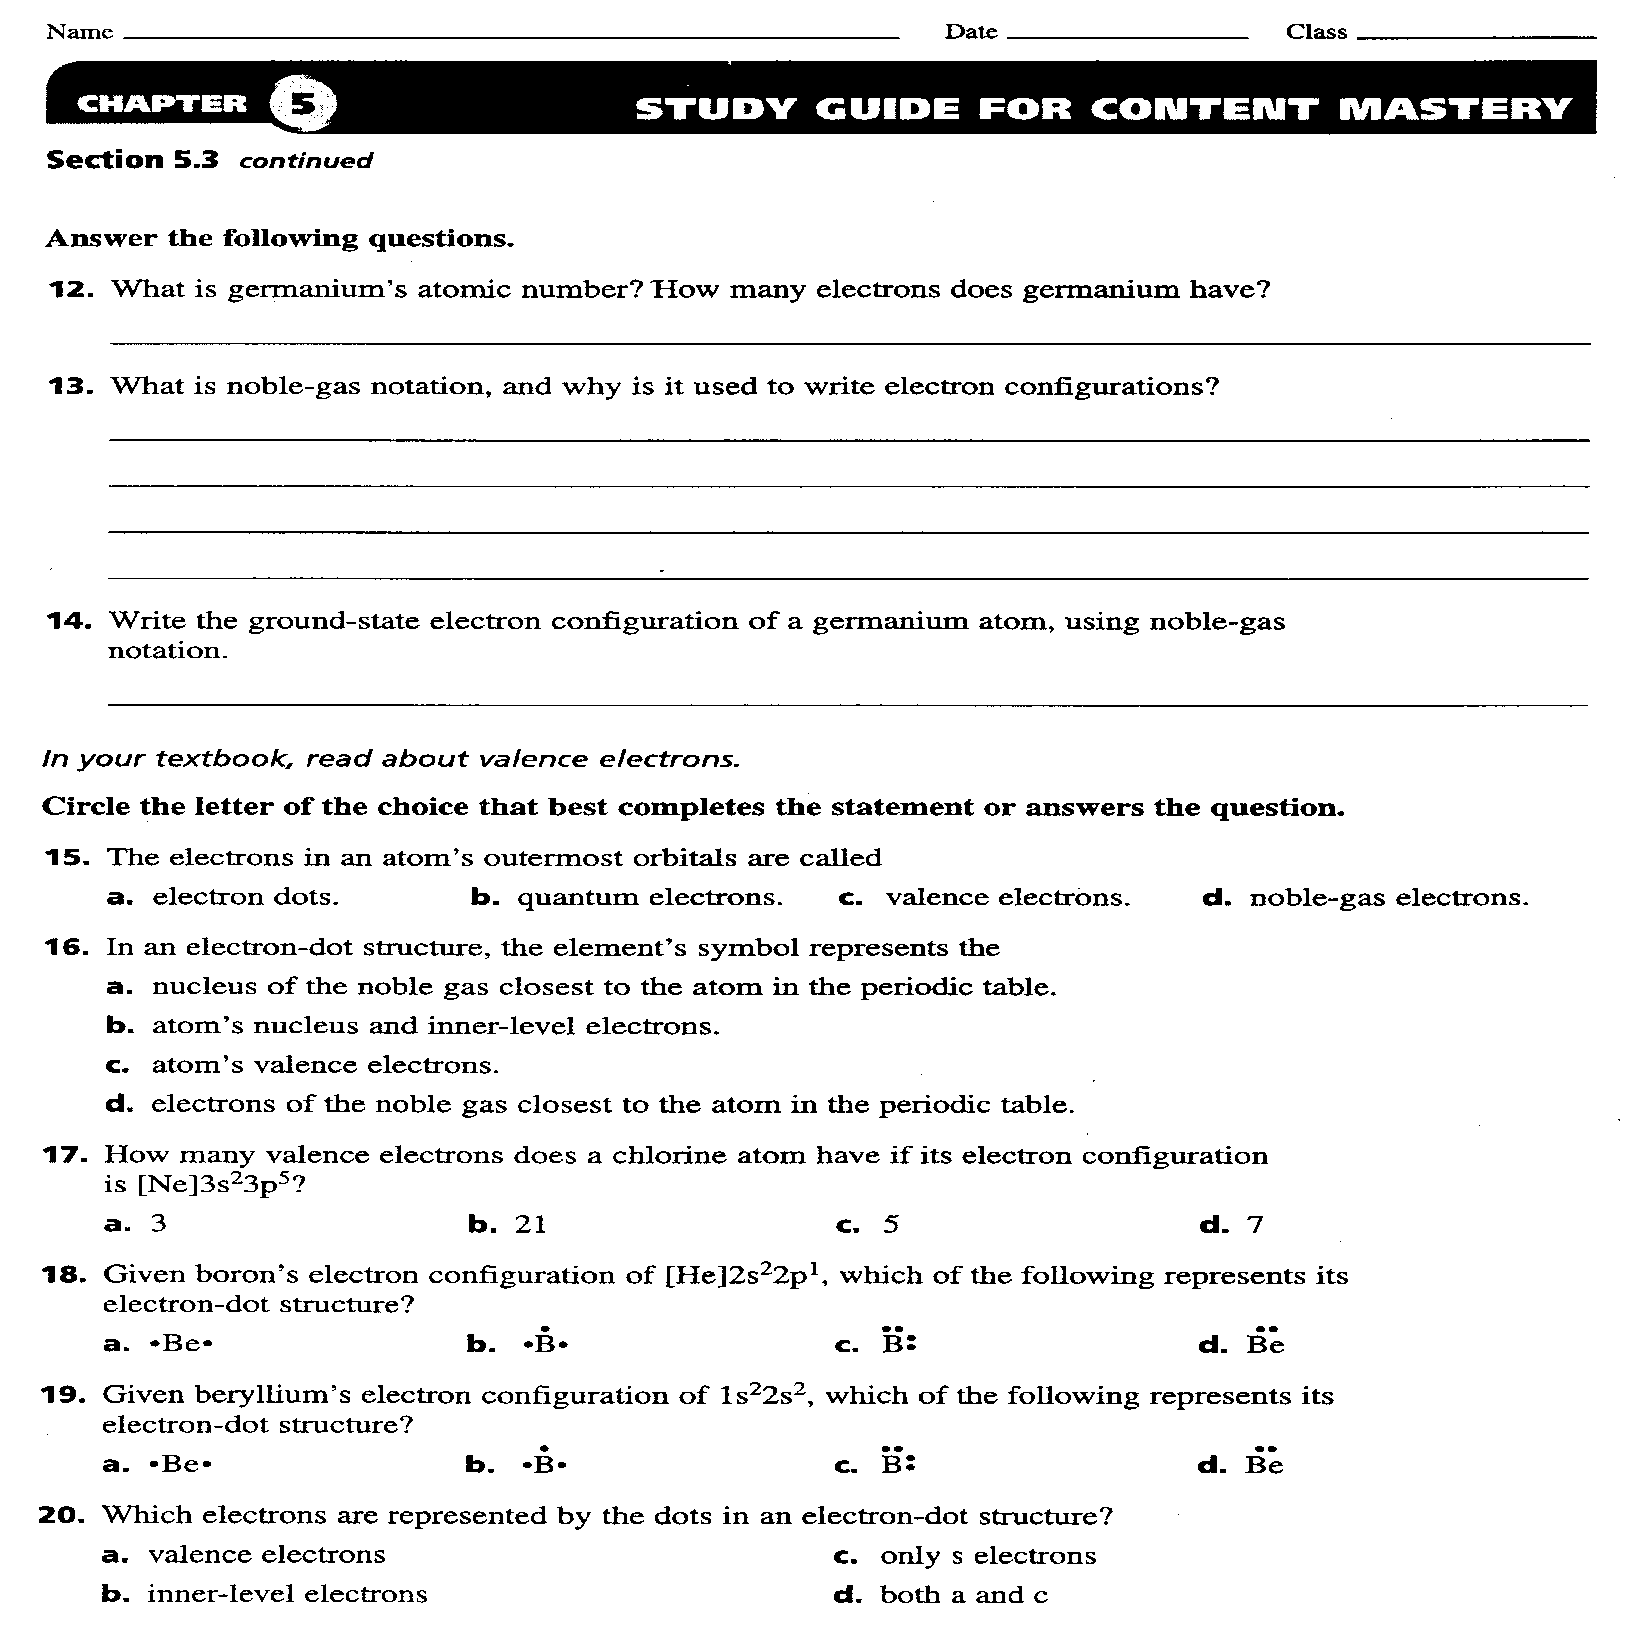 Name Date Class
CHAPTER 5 STUDY GUIDE FOR CONTENT MASTERY
Section 5.3 continued
Answer the following questions.
12. What is germanium's atomic number? How many electrons does germanium have?
13. What is noble-gas notation, and why is it used to write electron configurations?
14. Write the ground-state electron configuration of a germanium atom, using noble-gas
notation.
In your textbook, read about valence electrons.
Circle the letter of the choice that best completes the statement or answers the question.
15. The electrons in an atom's outermost orbitals are called
a. electron dots. b. quantum electrons. c. valence electrons. d. noble-gas electrons.
16. In an electron-dot structure, the element's symbol represents the
a. nucleus of the noble gas closest to the atom in the periodic table.
b. atom's nucleus and inner-level electrons.
c. atom's valence electrons.
d. electrons of the noble gas closest to the atom in the periodic table.
17. How many valence electrons does a chlorine atom have if its electron configuration
is [Ne]3s²3p⁵?
a. 3 b. 21 c. 5 d. 7
18. Given boron's electron configuration of [He]2s²2p¹, which of the following represents its
electron-dot structure?
a. •Be• b. •Ḃ• c. B̈: d. B̈e
19. Given beryllium's electron configuration of 1s²2s², which of the following represents its
electron-dot structure?
a. •Be• b. •Ḃ• c. B̈: d. B̈e
20. Which electrons are represented by the dots in an electron-dot structure?
a. valence electrons c. only s electrons
b. inner-level electrons d. both a and c